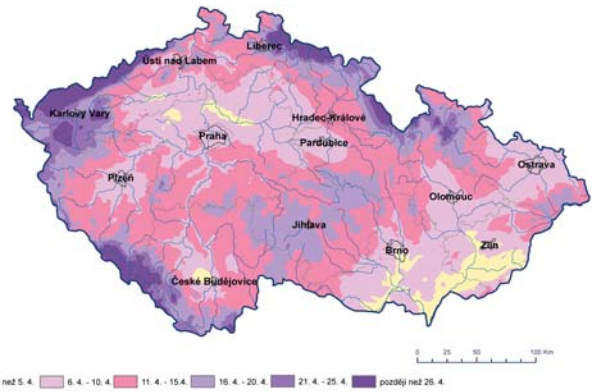 Liberec
Ústí nad Labem
Karlovy Vary
Hradec-Králové
Praha
Pardubice
Ostrava
Plzeň
Olomouc
Jihlava
Zlín
Brno
České Budějovice
0 25 50 75 100 Km
než 5. 4. 6. 4. - 10. 4. 11. 4. - 15.4. 16. 4. - 20. 4. 21. 4. - 25. 4. později než 26. 4.